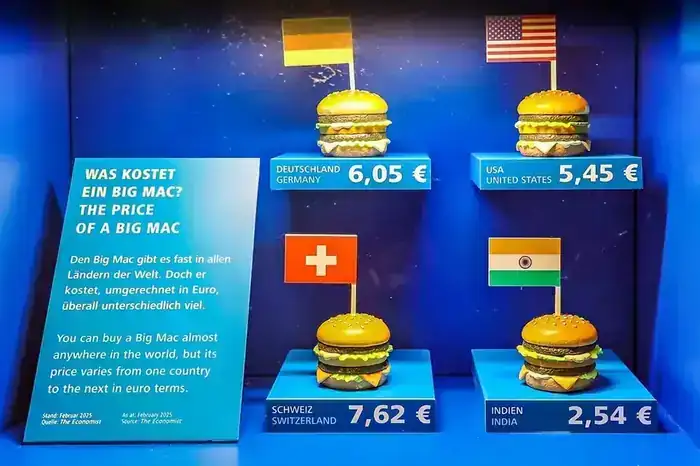 WAS KOSTET
EIN BIG MAC?
THE PRICE
OF A BIG MAC
Den Big Mac gibt es fast in allen
Ländern der Welt. Doch er
kostet, umgerechnet in Euro,
überall unterschiedlich viel.
You can buy a Big Mac almost
anywhere in the world, but its
price varies from one country
to the next in euro terms.
Stand: Februar 2025
Quelle: The Economist
As at: February 2025
Source: The Economist
DEUTSCHLAND
GERMANY
6,05 €
USA
UNITED STATES
5,45 €
SCHWEIZ
SWITZERLAND
7,62 €
INDIEN
INDIA
2,54 €